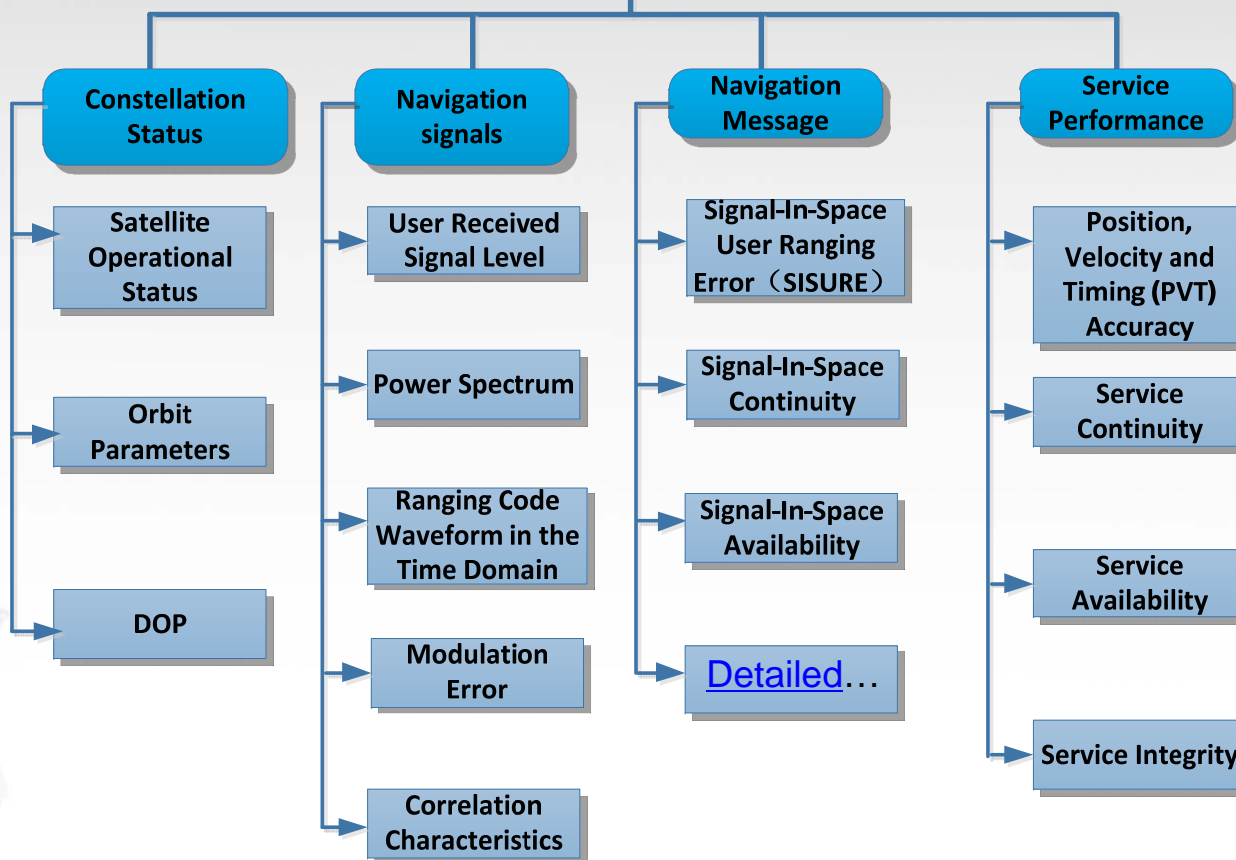 Constellation
Status
Satellite
Operational
Status
Orbit
Parameters
DOP
Navigation
signals
User Received
Signal Level
Power Spectrum
Ranging Code
Waveform in the
Time Domain
Modulation
Error
Correlation
Characteristics
Navigation
Message
Signal-In-Space
User Ranging
Error（SISURE）
Signal-In-Space
Continuity
Signal-In-Space
Availability
Detailed…
Service
Performance
Position,
Velocity and
Timing (PVT)
Accuracy
Service
Continuity
Service
Availability
Service Integrity